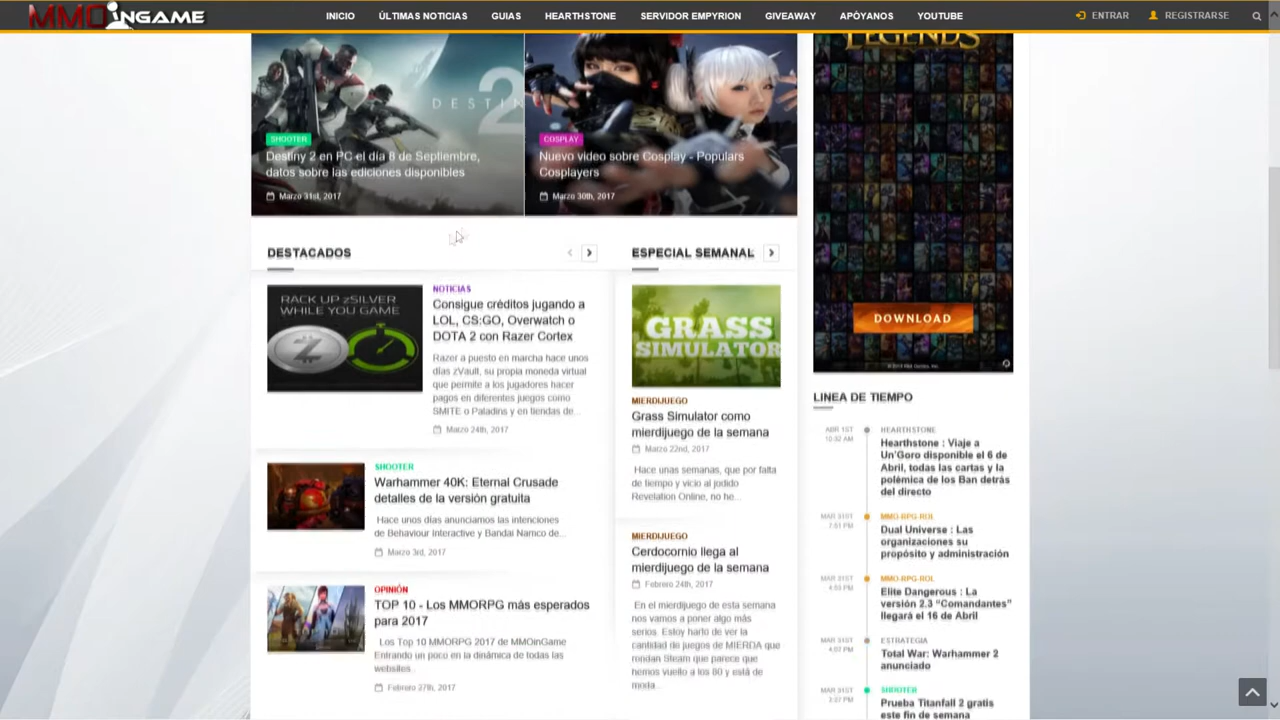 MMOINGAME
INICIO
ÚLTIMAS NOTICIAS
GUIAS
HEARTHSTONE
SERVIDOR EMPYRION
GIVEAWAY
APÓYANOS
YOUTUBE
ENTRAR
REGISTRARSE
DESTIN
2
SHOOTER
Destiny 2 en PC el día 8 de Septiembre,
datos sobre las ediciones disponibles
Marzo 31st, 2017
COSPLAY
Nuevo video sobre Cosplay - Populars
Cosplayers
Marzo 30th, 2017
LEGENDS
DOWNLOAD
DESTACADOS
RACK UP zSILVER
WHILE YOU GAME
NOTICIAS
Consigue créditos jugando a
LOL, CS:GO, Overwatch o
DOTA 2 con Razer Cortex
Razer a puesto en marcha hace unos
días zVault, su propia moneda virtual
que permite a los jugadores hacer
pagos en diferentes juegos como
SMITE o Paladins y en tiendas de...
Marzo 24th, 2017
SHOOTER
Warhammer 40K: Eternal Crusade
detalles de la versión gratuita
Hace unos días anunciamos las intenciones
de Behaviour Interactive y Bandai Namco de...
Marzo 3rd, 2017
OPINIÓN
TOP 10 - Los MMORPG más esperados
para 2017
Los Top 10 MMORPG 2017 de MMOinGame
Entrando un poco en la dinámica de todas las
websites...
Febrero 27th, 2017
ESPECIAL SEMANAL
GRASS
SIMULATOR
MIERDIJUEGO
Grass Simulator como
mierdijuego de la semana
Marzo 22nd, 2017
Hace unas semanas, que por falta
de tiempo y vicio al jodido
Revelation Online, no he...
MIERDIJUEGO
Cerdocornio llega al
mierdijuego de la semana
Febrero 24th, 2017
En el mierdijuego de esta semana
nos vamos a poner algo más
serios. Estoy harto de ver la
cantidad de juegos de MIERDA que
rondan Steam que parece que
hemos vuelto a los 80 y está de
moda...
LINEA DE TIEMPO
ABR 1ST
10:32 AM
HEARTHSTONE
Hearthstone : Viaje a
Un'Goro disponible el 6 de
Abril, todas las cartas y la
polémica de los Ban detrás
del directo
MAR 31ST
7:51 PM
MMO-RPG-ROL
Dual Universe : Las
organizaciones su
propósito y administración
MAR 31ST
4:53 PM
MMO-RPG-ROL
Elite Dangerous : La
versión 2.3 “Comandantes”
llegará el 16 de Abril
MAR 31ST
4:07 PM
ESTRATEGIA
Total War: Warhammer 2
anunciado
MAR 31ST
3:37 PM
SHOOTER
Prueba Titanfall 2 gratis
este fin de semana